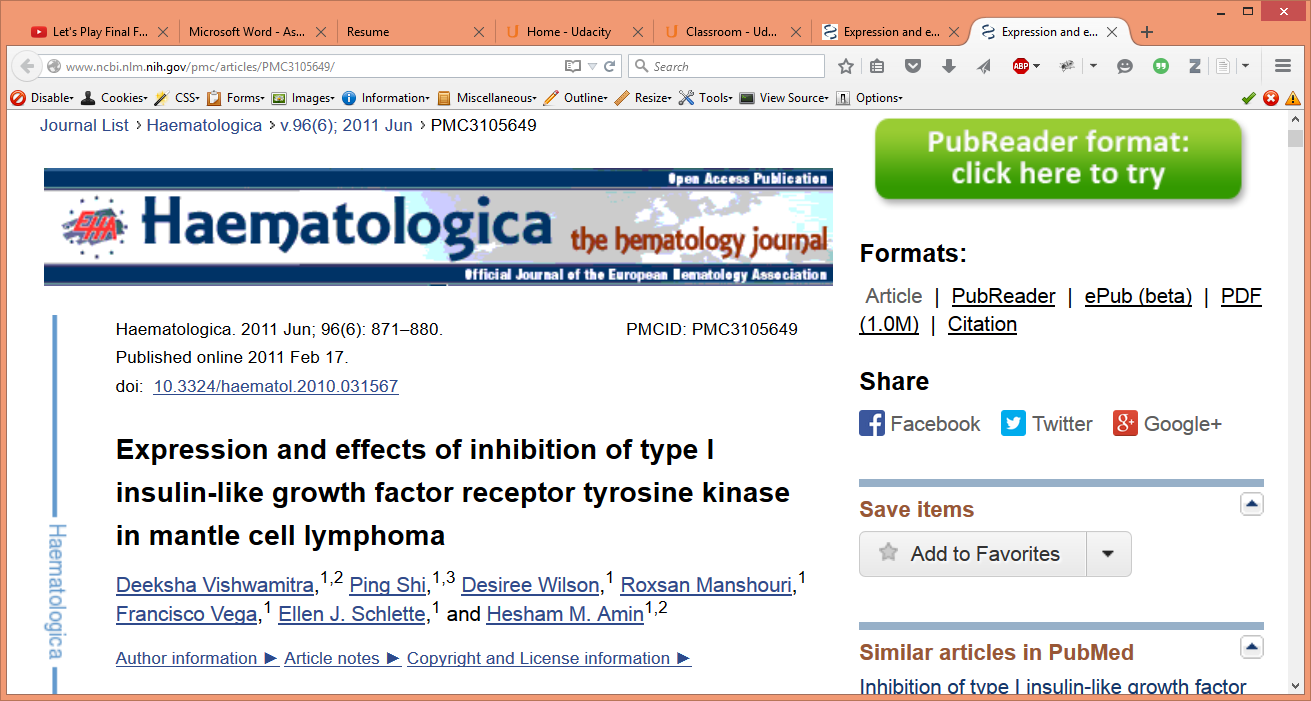 Let's Play Final F...
Microsoft Word - As...
Resume
Home - Udacity
Classroom - Ud...
Expression and e...
Expression and e...
www.ncbi.nlm.nih.gov/pmc/articles/PMC3105649/
Search
ABP
Disable
Cookies
CSS
Forms
Images
Information
Miscellaneous
Outline
Resize
Tools
View Source
Options
Journal List › Haematologica › v.96(6); 2011 Jun › PMC3105649
PubReader format:
click here to try
Open Access Publication
EHA
Haematologica the hematology journal
Official Journal of the European Hematology Association
Haematologica. 2011 Jun; 96(6): 871–880.
PMCID: PMC3105649
Published online 2011 Feb 17.
doi: 10.3324/haematol.2010.031567
Expression and effects of inhibition of type I
insulin-like growth factor receptor tyrosine kinase
in mantle cell lymphoma
Deeksha Vishwamitra,1,2 Ping Shi,1,3 Desiree Wilson,1 Roxsan Manshouri,1
Francisco Vega,1 Ellen J. Schlette,1 and Hesham M. Amin1,2
Author information ► Article notes ► Copyright and License information ►
Haematologica
Formats:
Article | PubReader | ePub (beta) | PDF
(1.0M) | Citation
Share
Facebook Twitter Google+
Save items
Add to Favorites
Similar articles in PubMed
Inhibition of type I insulin-like growth factor